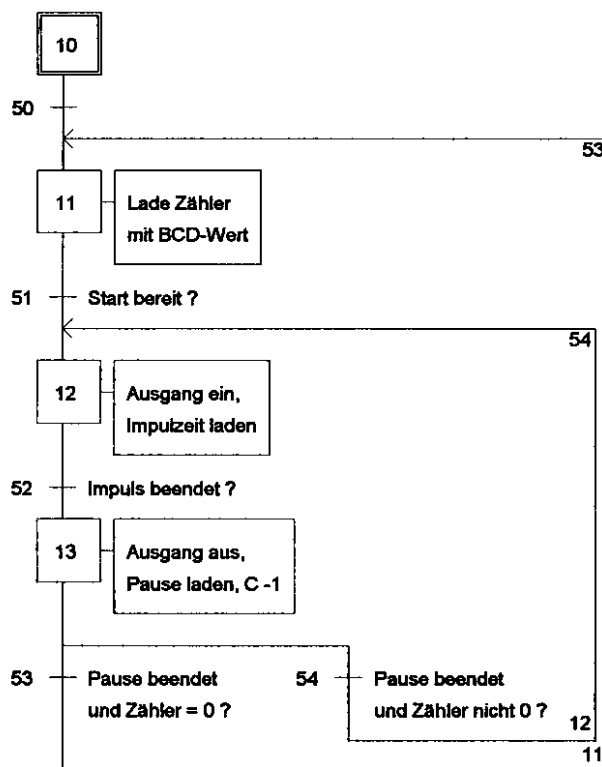 10
50
53
11
Lade Zähler
mit BCD-Wert
51
Start bereit ?
54
12
Ausgang ein,
Impulzeit laden
52
Impuls beendet ?
13
Ausgang aus,
Pause laden, C -1
53
Pause beendet
und Zähler = 0 ?
54
Pause beendet
und Zähler nicht 0 ?
12
11